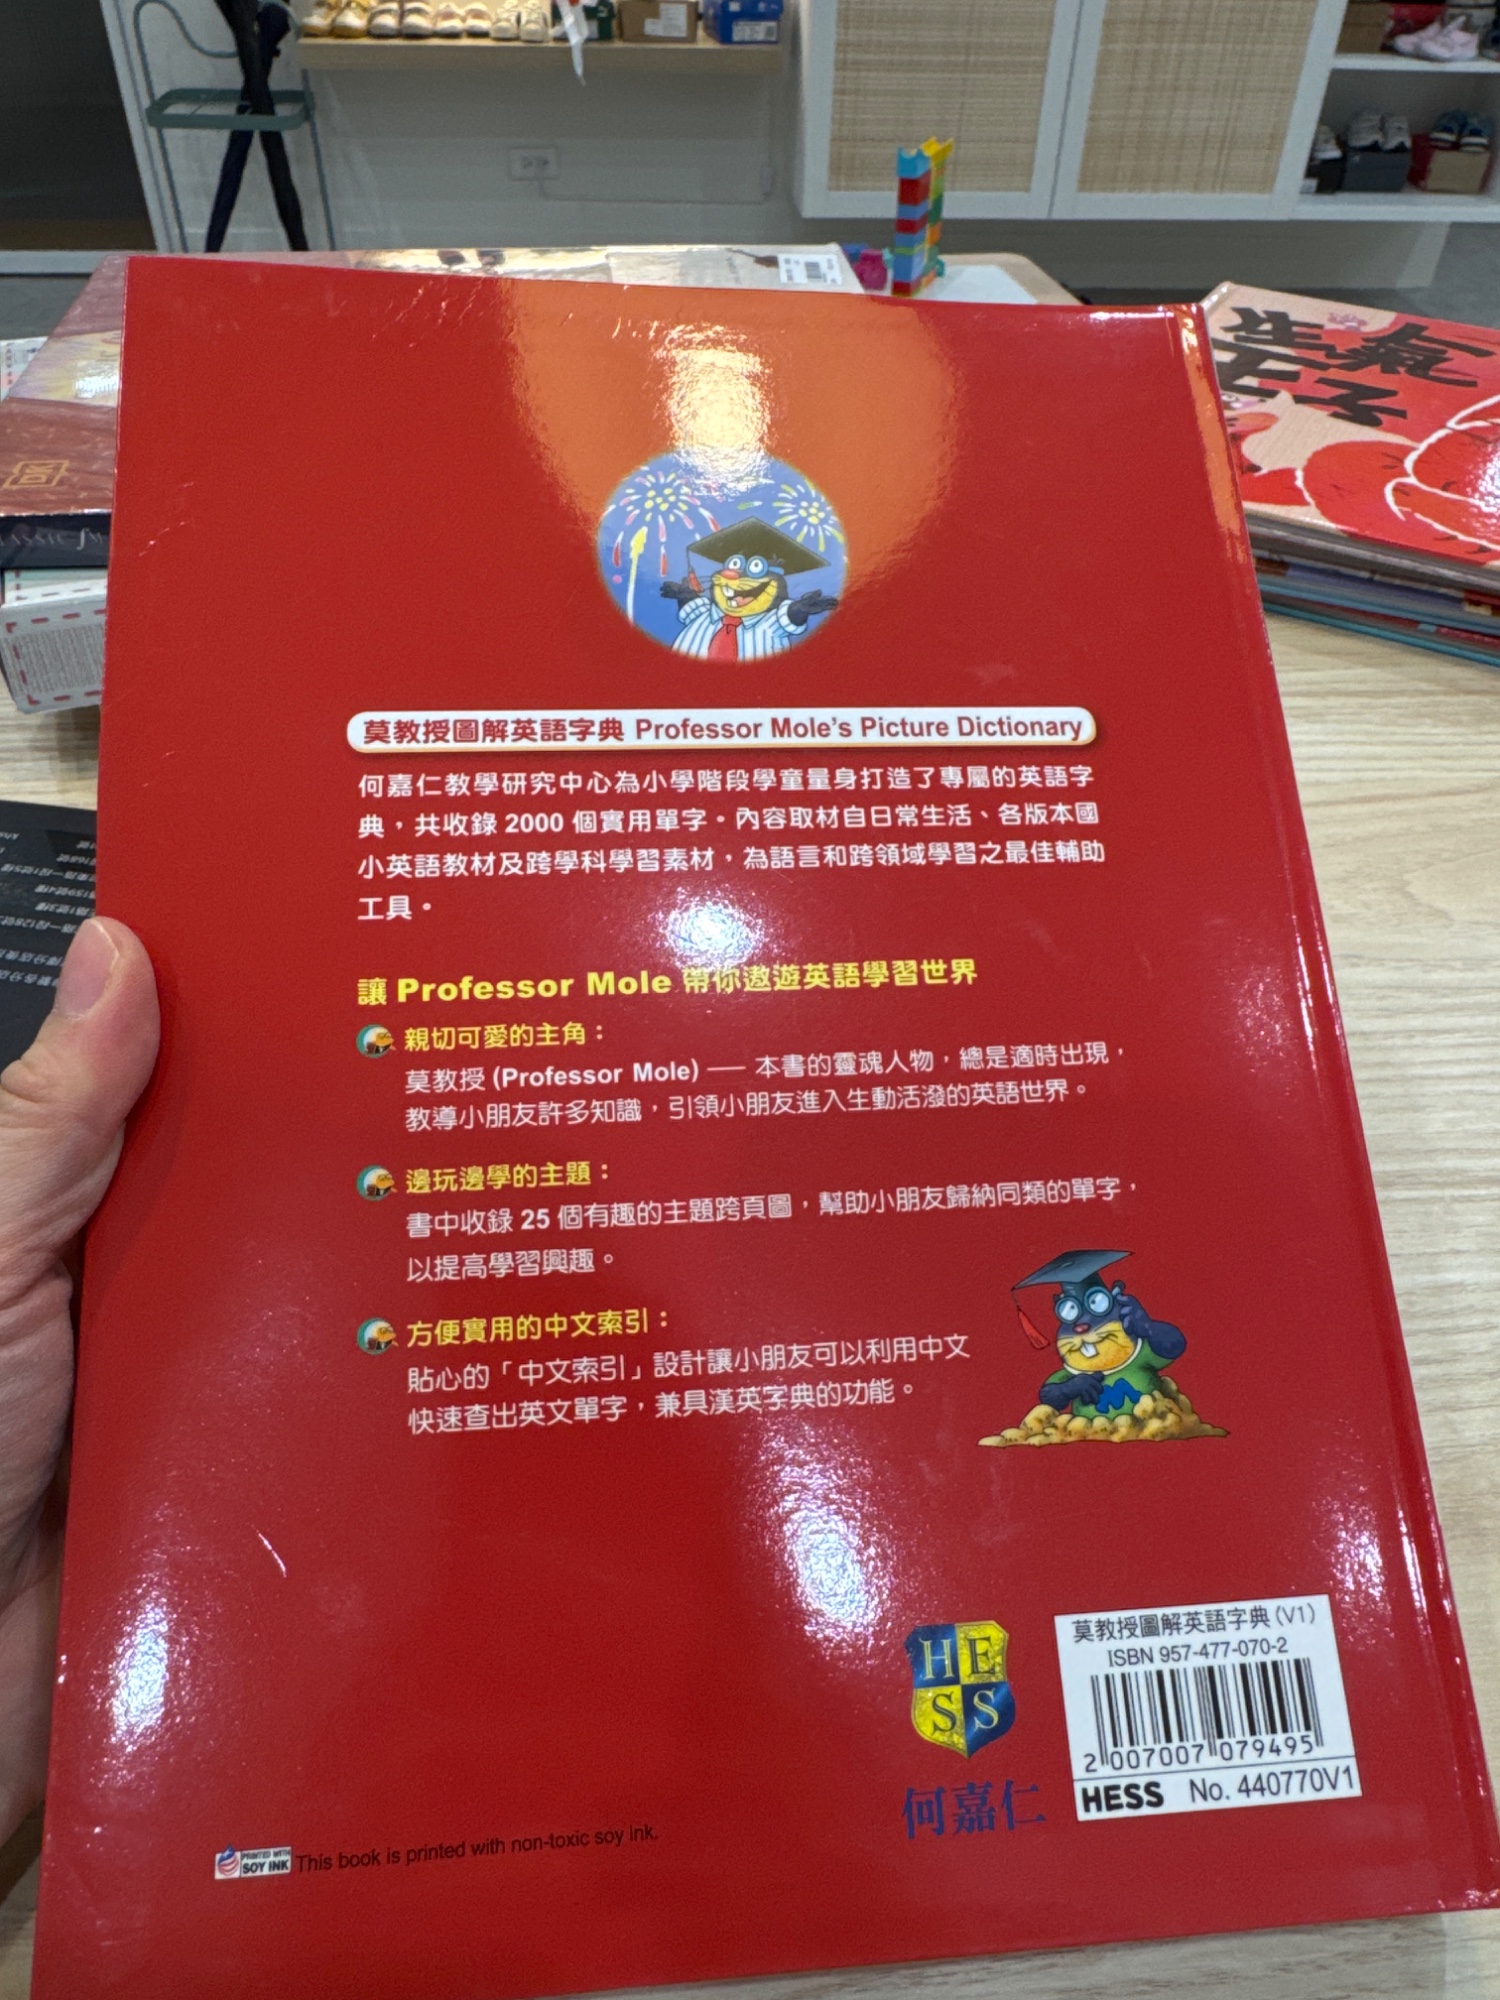 生氣
王子
莫教授圖解英語字典 Professor Mole's Picture Dictionary
何嘉仁教學研究中心為小學階段學童量身打造了專屬的英語字
典，共收錄 2000 個實用單字。內容取材自日常生活、各版本國
小英語教材及跨學科學習素材，為語言和跨領域學習之最佳輔助
工具。
讓 Professor Mole 帶你遨遊英語學習世界
親切可愛的主角：
莫教授 (Professor Mole) —— 本書的靈魂人物，總是適時出現，
教導小朋友許多知識，引領小朋友進入生動活潑的英語世界。
邊玩邊學的主題：
書中收錄 25 個有趣的主題跨頁圖，幫助小朋友歸納同類的單字，
以提高學習興趣。
方便實用的中文索引：
貼心的「中文索引」設計讓小朋友可以利用中文
快速查出英文單字，兼具漢英字典的功能。
M
HE
SS
何嘉仁
莫教授圖解英語字典 (V1)
ISBN 957-477-070-2
2 007007 079495
HESS No. 440770V1
PRINTED WITH
SOY INK
This book is printed with non-toxic soy ink.